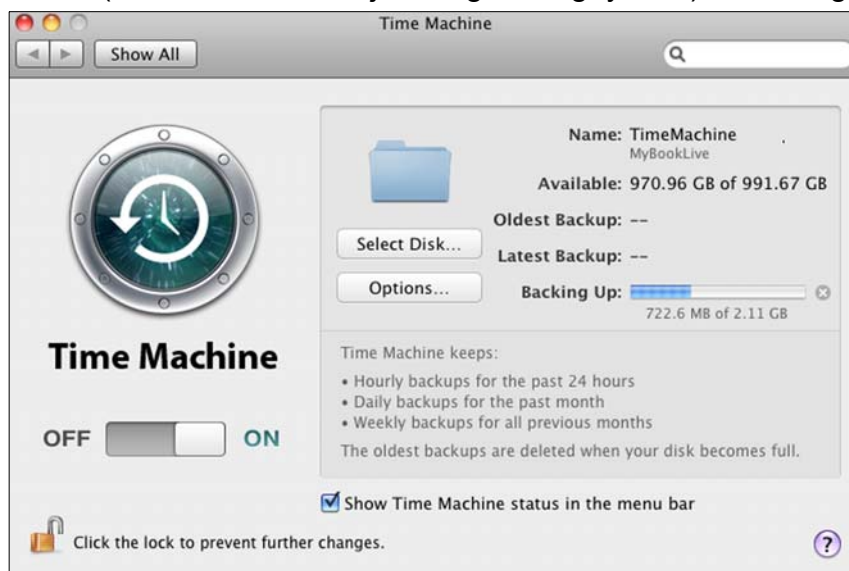 Time Machine
Show All
Name: TimeMachine
MyBookLive
Available: 970.96 GB of 991.67 GB
Oldest Backup: --
Select Disk...
Latest Backup: --
Options...
Backing Up:
722.6 MB of 2.11 GB
Time Machine
Time Machine keeps:
• Hourly backups for the past 24 hours
• Daily backups for the past month
• Weekly backups for all previous months
The oldest backups are deleted when your disk becomes full.
OFF ON
Show Time Machine status in the menu bar
Click the lock to prevent further changes.
?